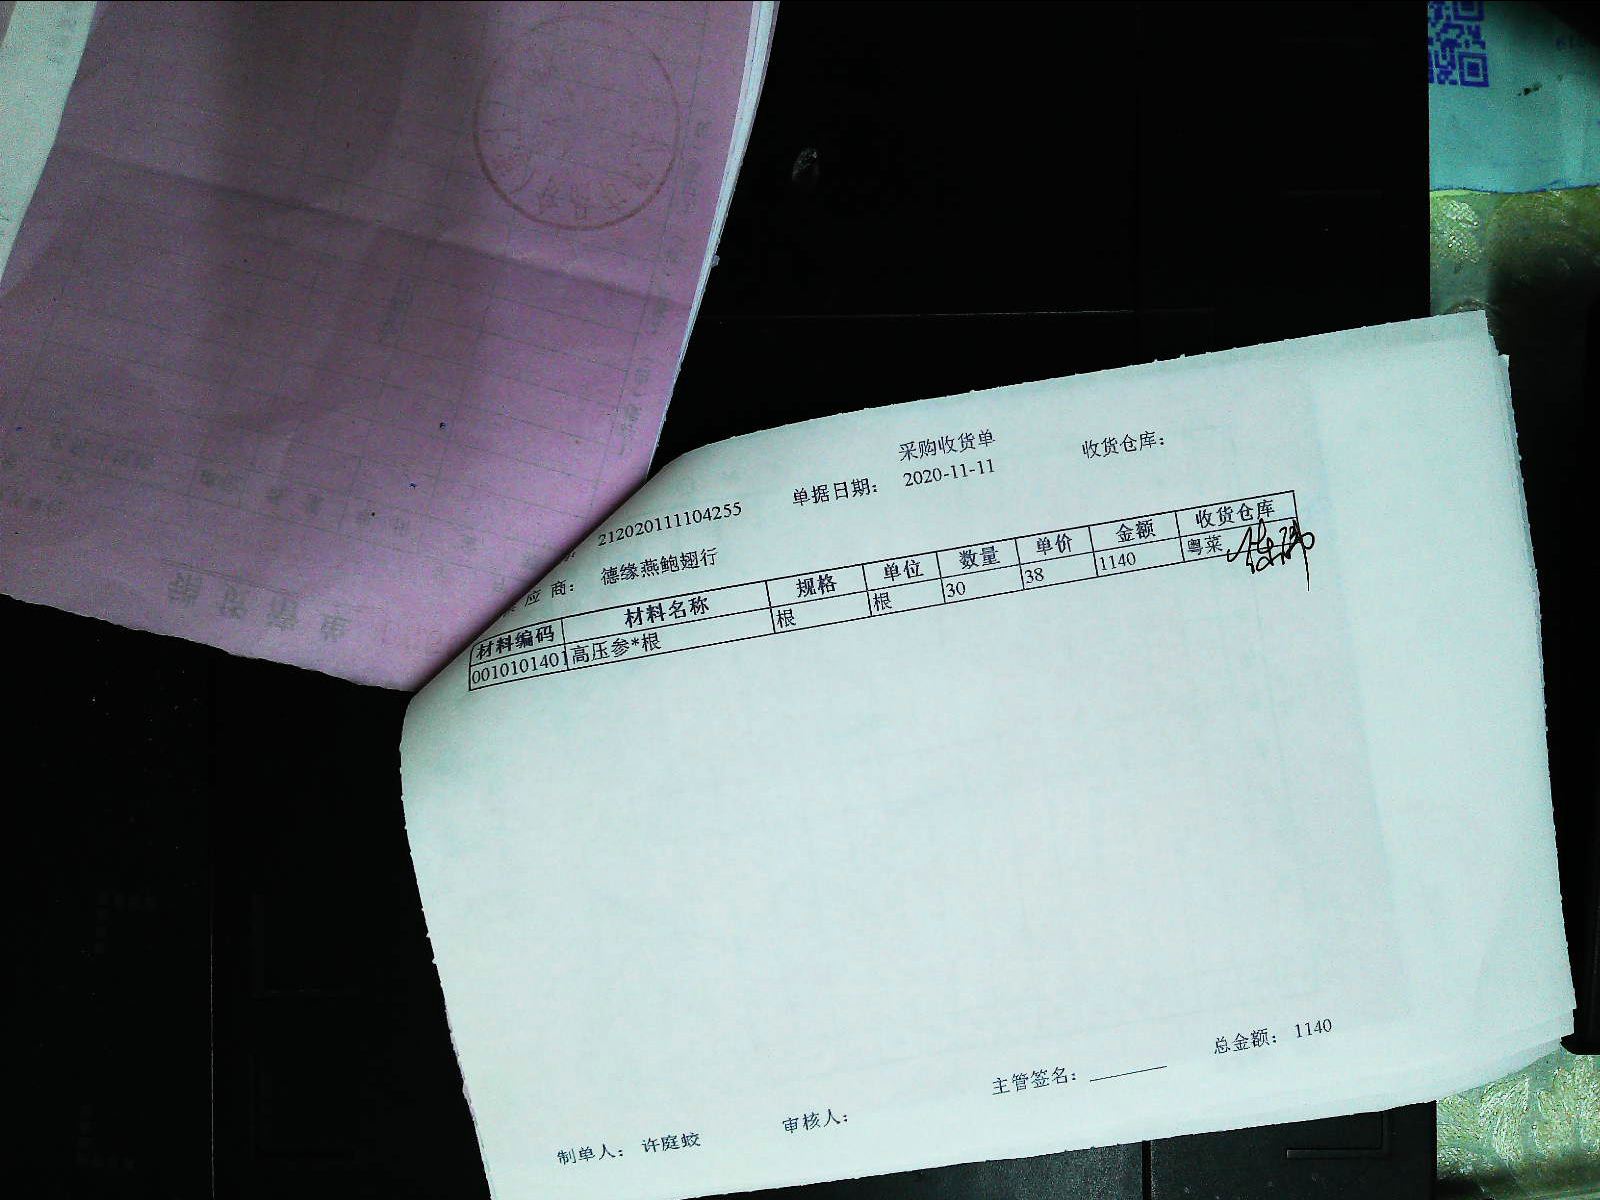 采购收货单
212020111104255 单据日期： 2020-11-11 收货仓库：
应商： 德缘燕鲍翅行
材料编码 材料名称 规格 单位 数量 单价 金额 收货仓库
0010101401 高压参*根 根 根 30 38 1140 粤菜
总金额： 1140
主管签名：
制单人： 许庭蛟 审核人：